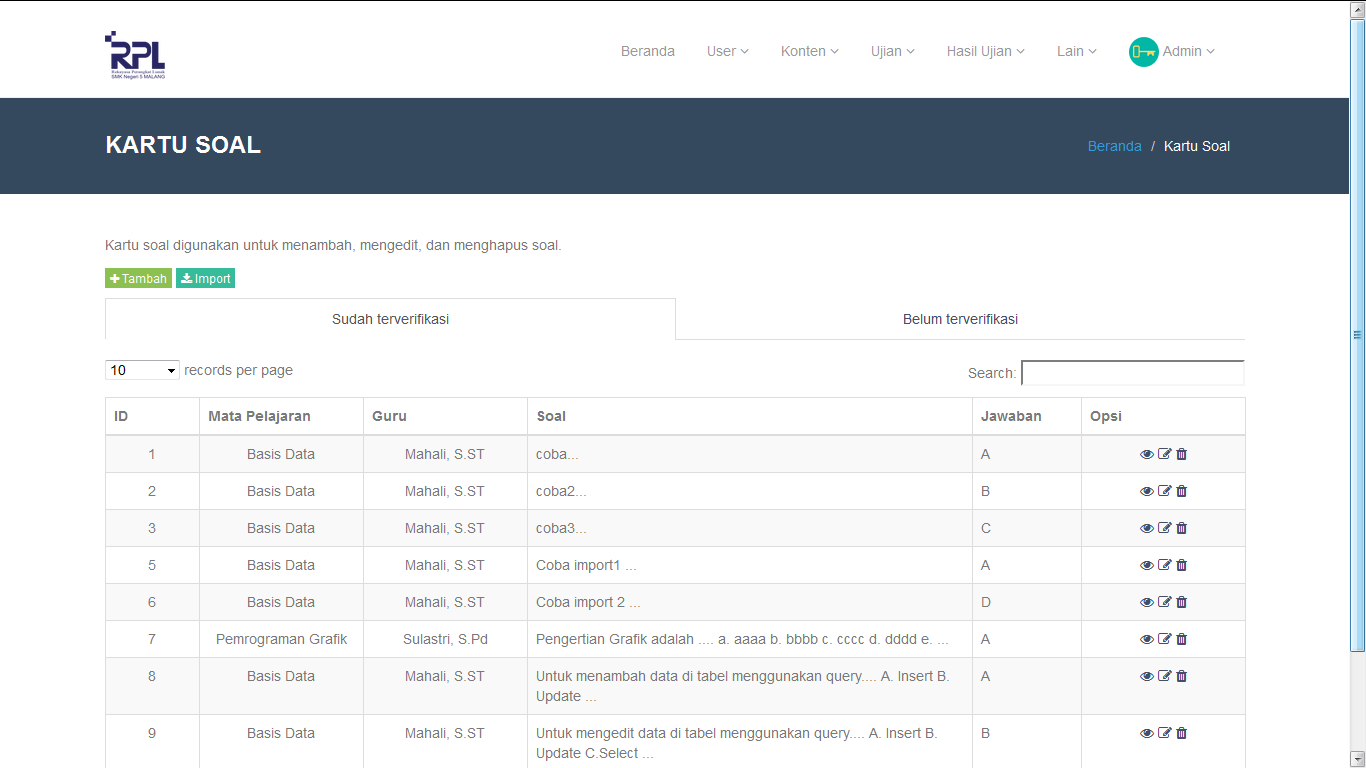 RPL
Rekayasa Perangkat Lunak
SMK Negeri 5 MALANG
Beranda User Konten Ujian Hasil Ujian Lain Admin
KARTU SOAL
Beranda / Kartu Soal
Kartu soal digunakan untuk menambah, mengedit, dan menghapus soal.
Tambah Import
Sudah terverifikasi Belum terverifikasi
10 records per page Search:
ID Mata Pelajaran Guru Soal Jawaban Opsi
1 Basis Data Mahali, S.ST coba... A
2 Basis Data Mahali, S.ST coba2... B
3 Basis Data Mahali, S.ST coba3... C
5 Basis Data Mahali, S.ST Coba import1 ... A
6 Basis Data Mahali, S.ST Coba import 2 ... D
7 Pemrograman Grafik Sulastri, S.Pd Pengertian Grafik adalah .... a. aaaa b. bbbb c. cccc d. dddd e. ... A
8 Basis Data Mahali, S.ST Untuk menambah data di tabel menggunakan query.... A. Insert B. A
Update ...
9 Basis Data Mahali, S.ST Untuk mengedit data di tabel menggunakan query.... A. Insert B. B
Update C.Select ...